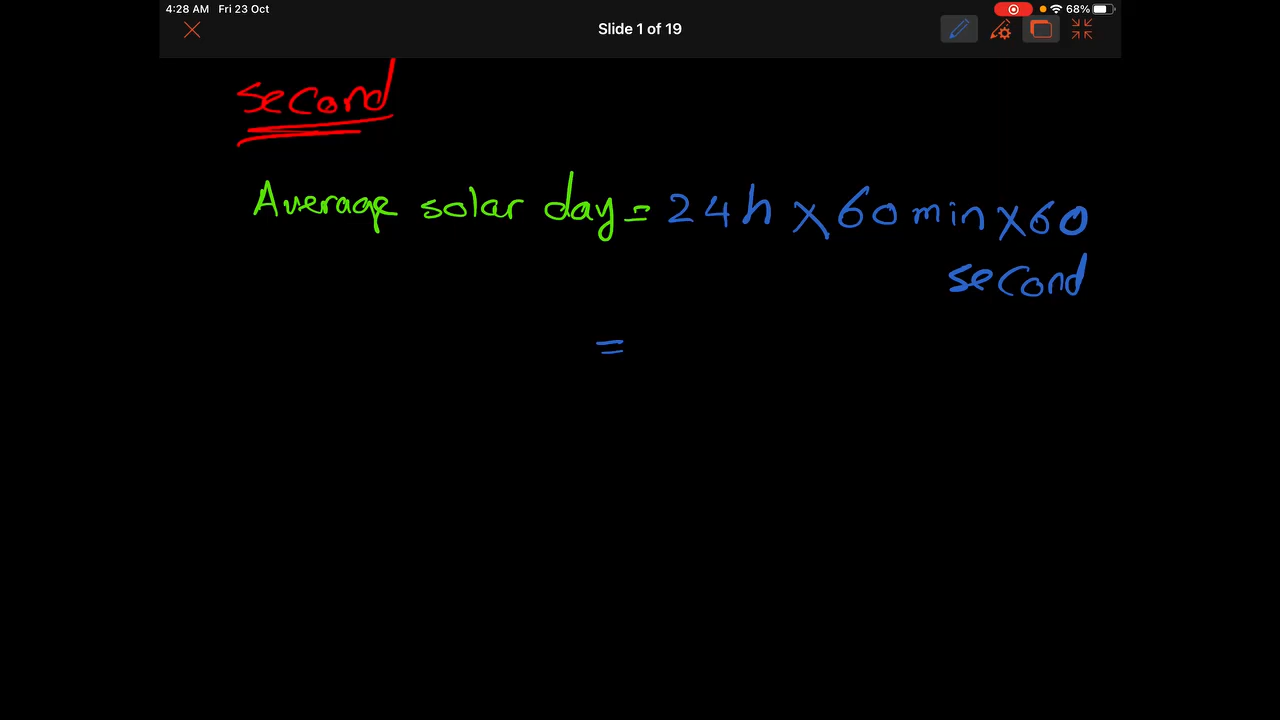 4:28 AM Fri 23 Oct 68%
Slide 1 of 19
second
Average solar day = 24h × 60 min × 60
second
=